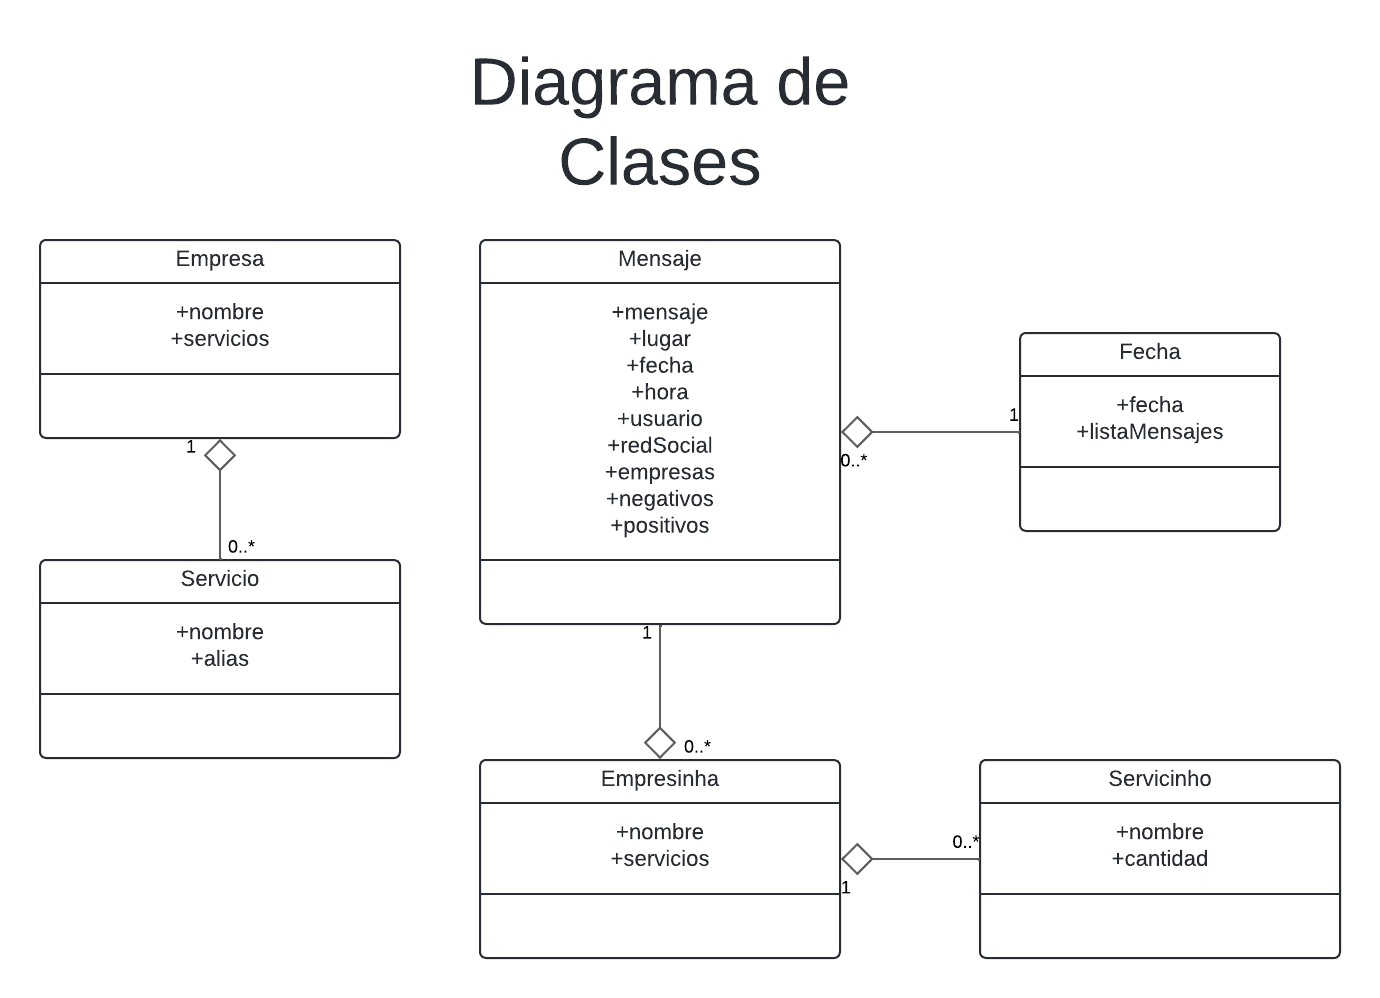 Diagrama de
Clases
Empresa
+nombre
+servicios
1
0..*
Servicio
+nombre
+alias
Mensaje
+mensaje
+lugar
+fecha
+hora
+usuario
+redSocial
+empresas
+negativos
+positivos
0..*
1
Fecha
+fecha
+listaMensajes
1
0..*
Empresinha
+nombre
+servicios
1
0..*
Servicinho
+nombre
+cantidad